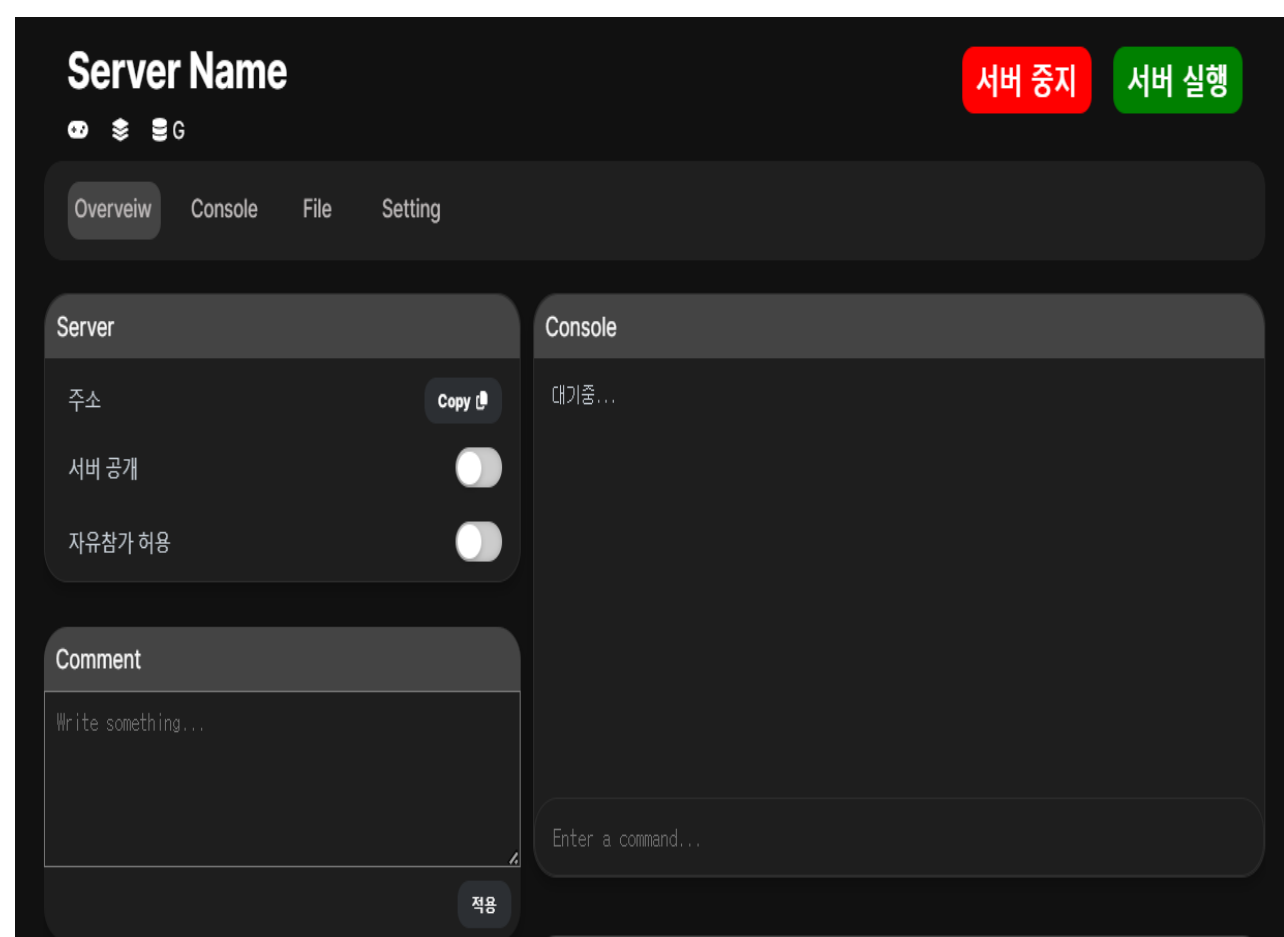 Server Name
서버 중지
서버 실행
G
Overveiw
Console
File
Setting
Server
주소
Copy
서버 공개
자유참가 허용
Comment
Write something...
적용
Console
대기중...
Enter a command...